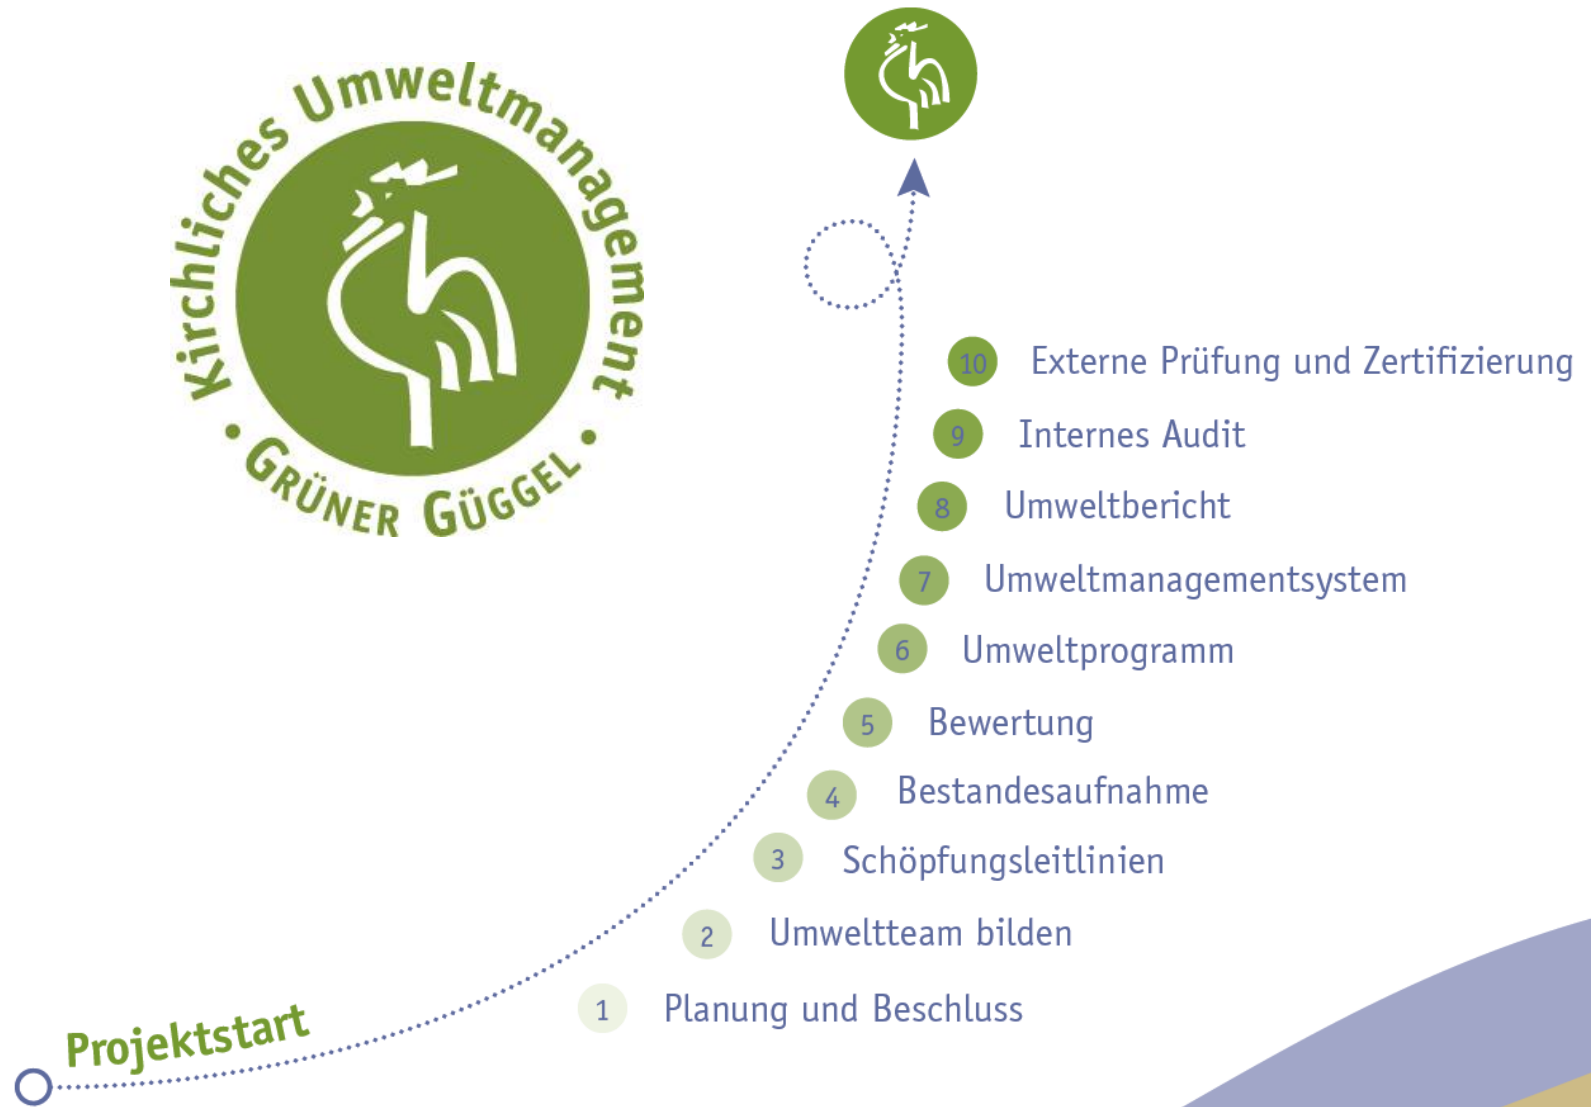 Kirchliches Umweltmanagement
• GRÜNER GÜGGEL •
10 Externe Prüfung und Zertifizierung
9 Internes Audit
8 Umweltbericht
7 Umweltmanagementsystem
6 Umweltprogramm
5 Bewertung
4 Bestandesaufnahme
3 Schöpfungsleitlinien
2 Umweltteam bilden
1 Planung und Beschluss
Projektstart